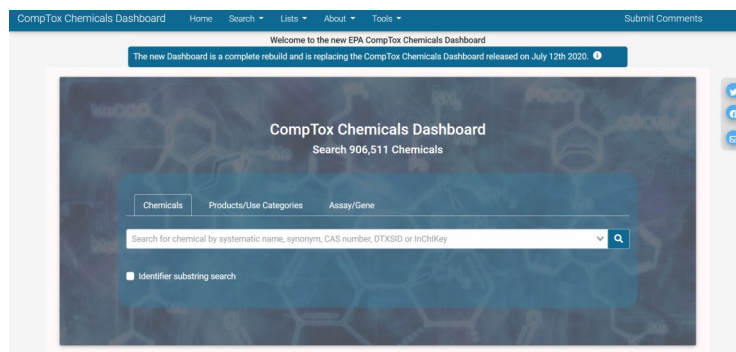 CompTox Chemicals Dashboard Home Search Lists About Tools Submit Comments
Welcome to the new EPA CompTox Chemicals Dashboard
The new Dashboard is a complete rebuild and is replacing the CompTox Chemicals Dashboard released on July 12th 2020.
CompTox Chemicals Dashboard
Search 906,511 Chemicals
Chemicals Products/Use Categories Assay/Gene
Search for chemical by systematic name, synonym, CAS number, DTXSID or InChIKey
Identifier substring search